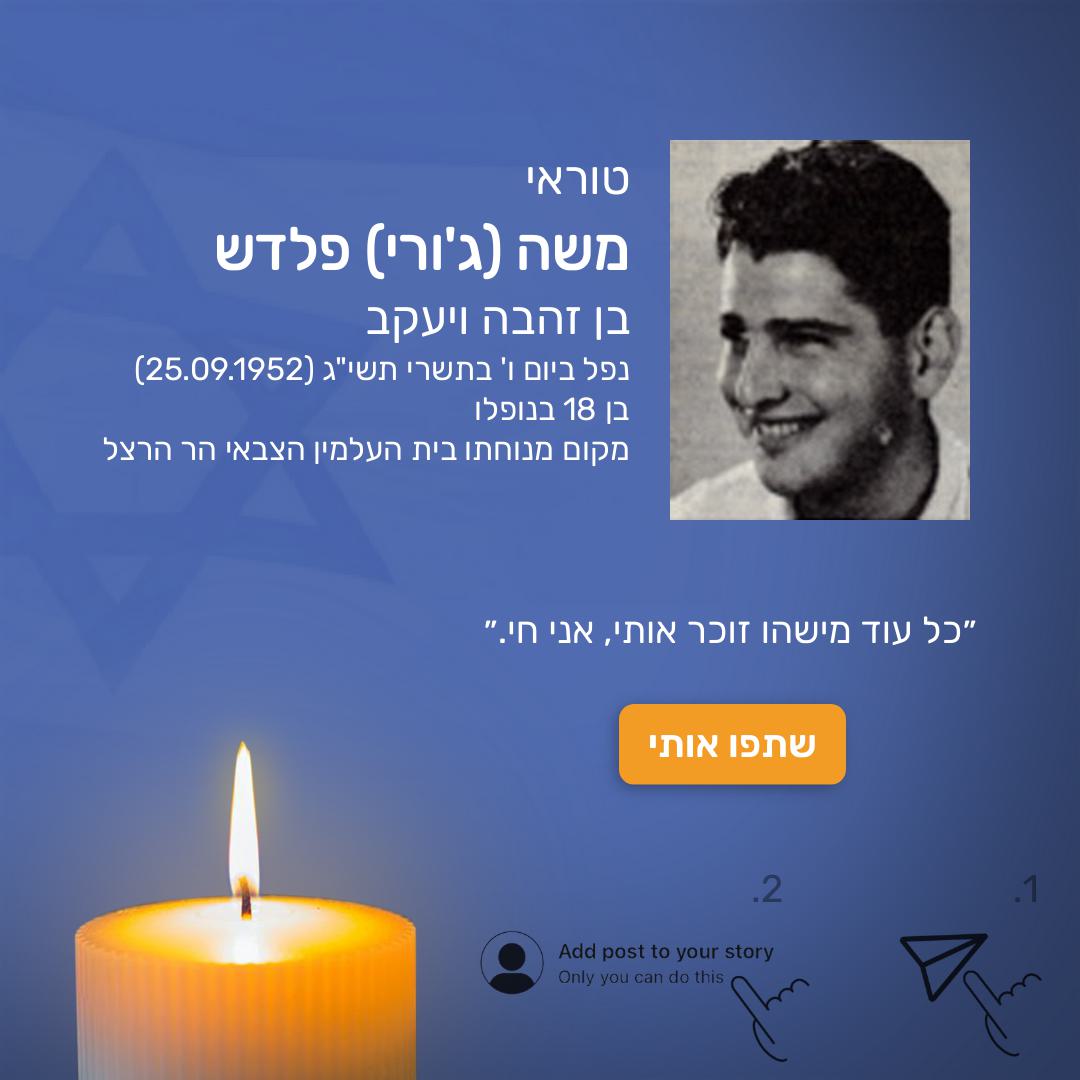 טוראי
משה (ג'ורי) פלדש
בן זהבה ויעקב
נפל ביום ו' בתשרי תשי"ג (25.09.1952)
בן 18 בנופלו
מקום מנוחתו בית העלמין הצבאי הר הרצל
״כל עוד מישהו זוכר אותי, אני חי.״
שתפו אותי
1.
2.
Add post to your story
Only you can do this